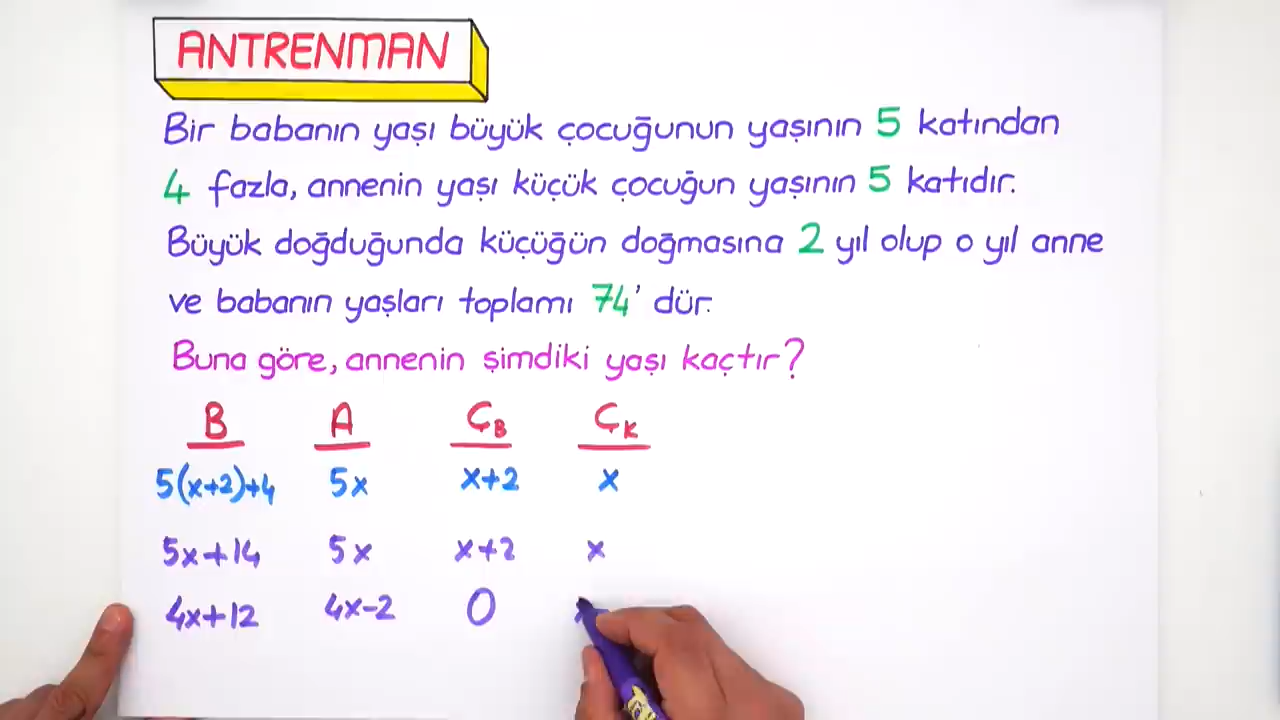 ANTRENMAN
Bir babanın yaşı büyük çocuğunun yaşının 5 katından
4 fazla, annenin yaşı küçük çocuğun yaşının 5 katıdır.
Büyük doğduğunda küçüğün doğmasına 2 yıl olup o yıl anne
ve babanın yaşları toplamı 74' dür.
Buna göre, annenin şimdiki yaşı kaçtır?
B A ÇB ÇK
5(x+2)+4 5x x+2 x
5x+14 5x x+2 x
4x+12 4x-2 0